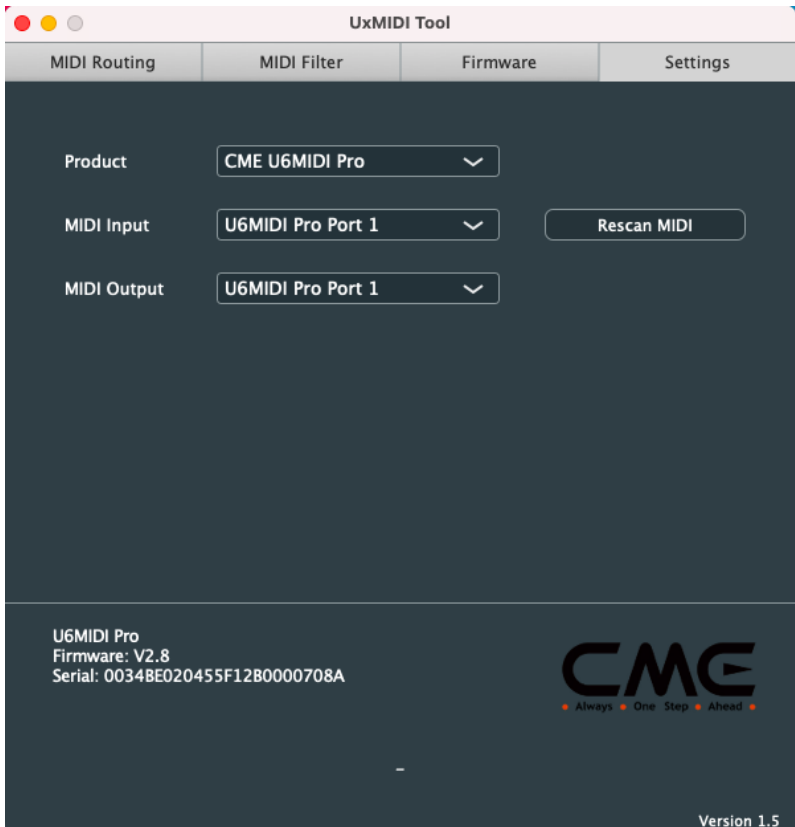 UxMIDI Tool
MIDI Routing MIDI Filter Firmware Settings
Product CME U6MIDI Pro
MIDI Input U6MIDI Pro Port 1 Rescan MIDI
MIDI Output U6MIDI Pro Port 1
U6MIDI Pro
Firmware: V2.8
Serial: 0034BE020455F12B0000708A
CME
Always One Step Ahead
–
Version 1.5